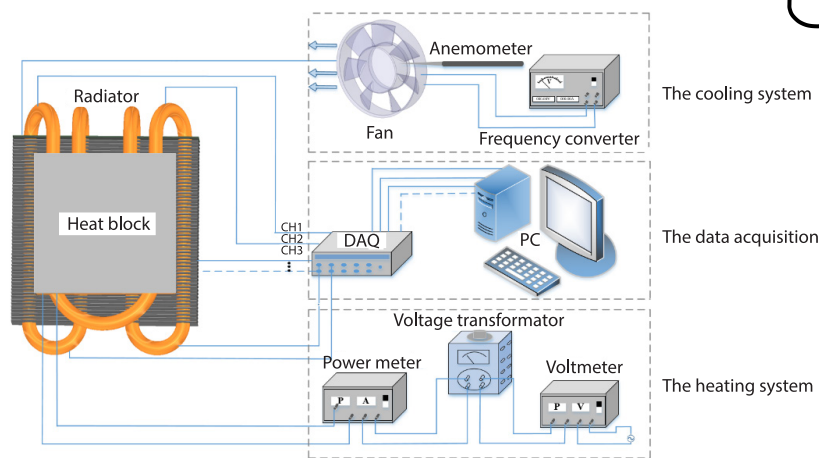 Anemometer
V
Radiator
The cooling system
Fan
Frequency converter
Heat block
CH1
CH2
CH3
DAQ
PC
The data acquisition
Voltage transformator
Power meter
Voltmeter
P A
P V
The heating system